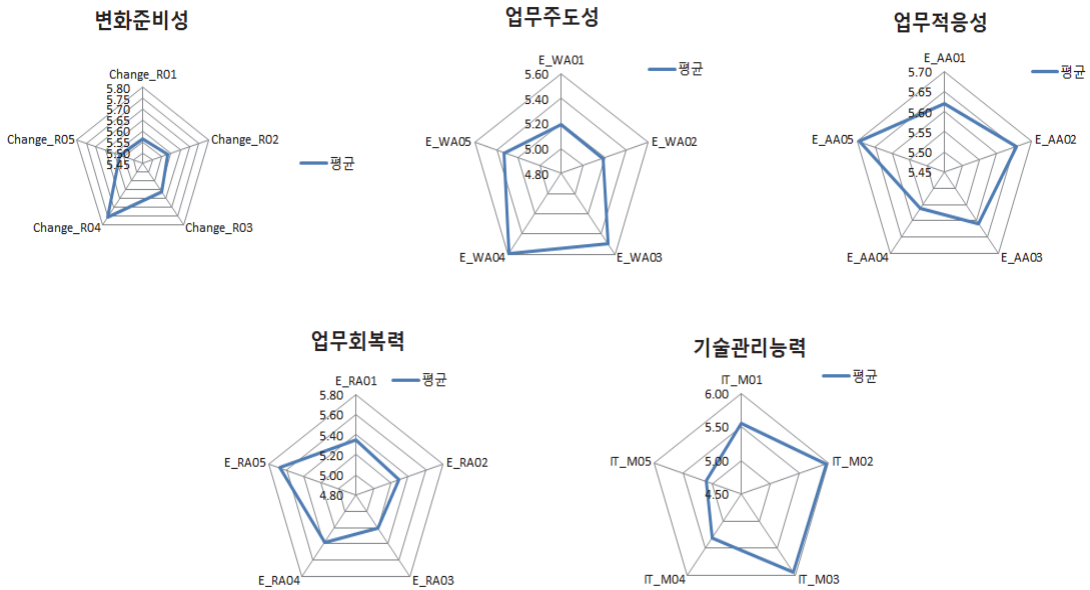 변화준비성
Change_R01
5.80
5.75
5.70
5.65
5.60
5.55
5.50
5.45
Change_R02
Change_R03
Change_R04
Change_R05
평균
업무주도성
E_WA01
5.60
5.40
5.20
5.00
4.80
E_WA02
E_WA03
E_WA04
E_WA05
평균
업무적응성
E_AA01
5.70
5.65
5.60
5.55
5.50
5.45
E_AA02
E_AA03
E_AA04
E_AA05
평균
업무회복력
E_RA01
5.80
5.60
5.40
5.20
5.00
4.80
E_RA02
E_RA03
E_RA04
E_RA05
평균
기술관리능력
IT_M01
6.00
5.50
5.00
4.50
IT_M02
IT_M03
IT_M04
IT_M05
평균